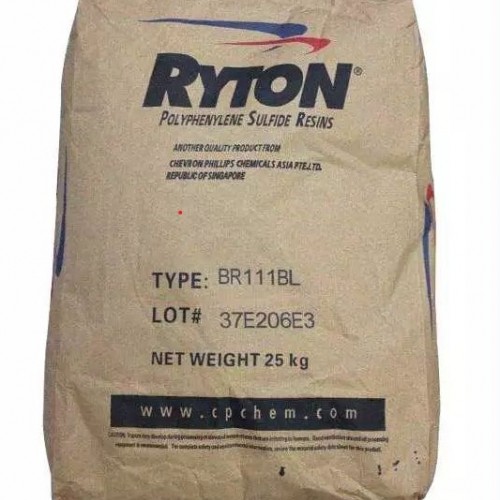 RYTON®
POLYPHENYLENE SULFIDE RESINS
ANOTHER QUALITY PRODUCT FROM
CHEVRON PHILLIPS CHEMICALS ASIA PTE.LTD.
REPUBLIC OF SINGAPORE
TYPE: BR111BL
LOT# 37E206E3
NET WEIGHT 25 kg
www.cpchem.com